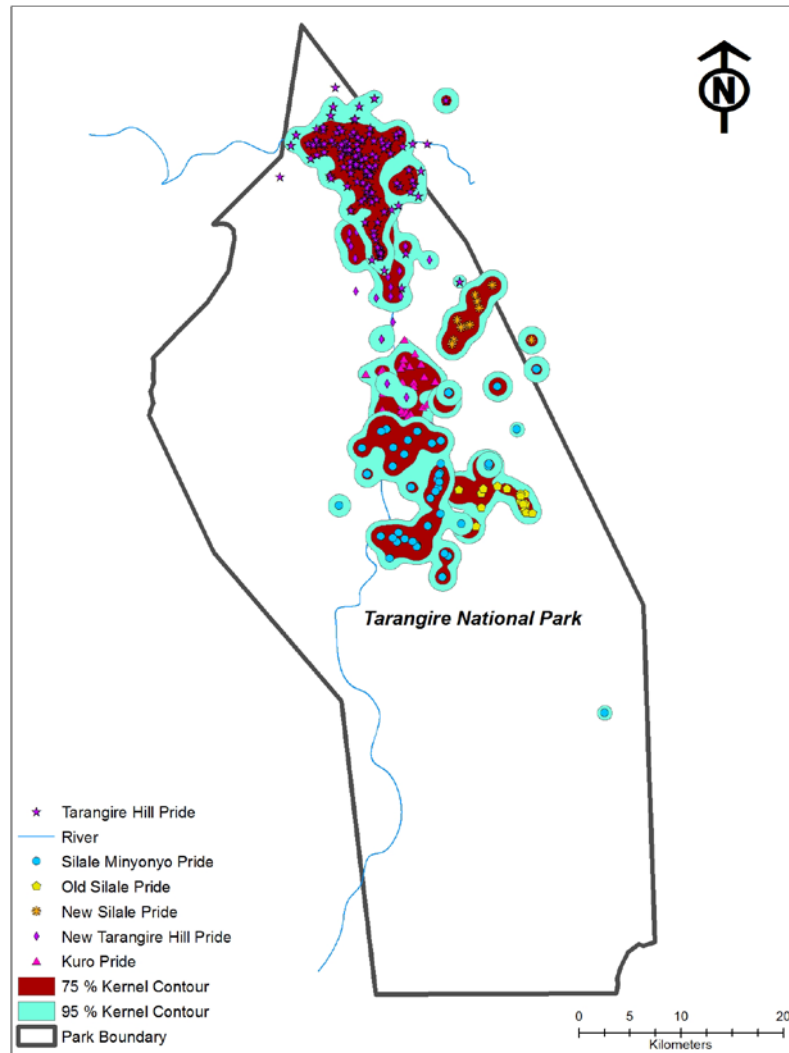 N
Tarangire National Park
Tarangire Hill Pride
River
Silale Minyonyo Pride
Old Silale Pride
New Silale Pride
New Tarangire Hill Pride
Kuro Pride
75 % Kernel Contour
95 % Kernel Contour
Park Boundary
0 5 10 20
Kilometers